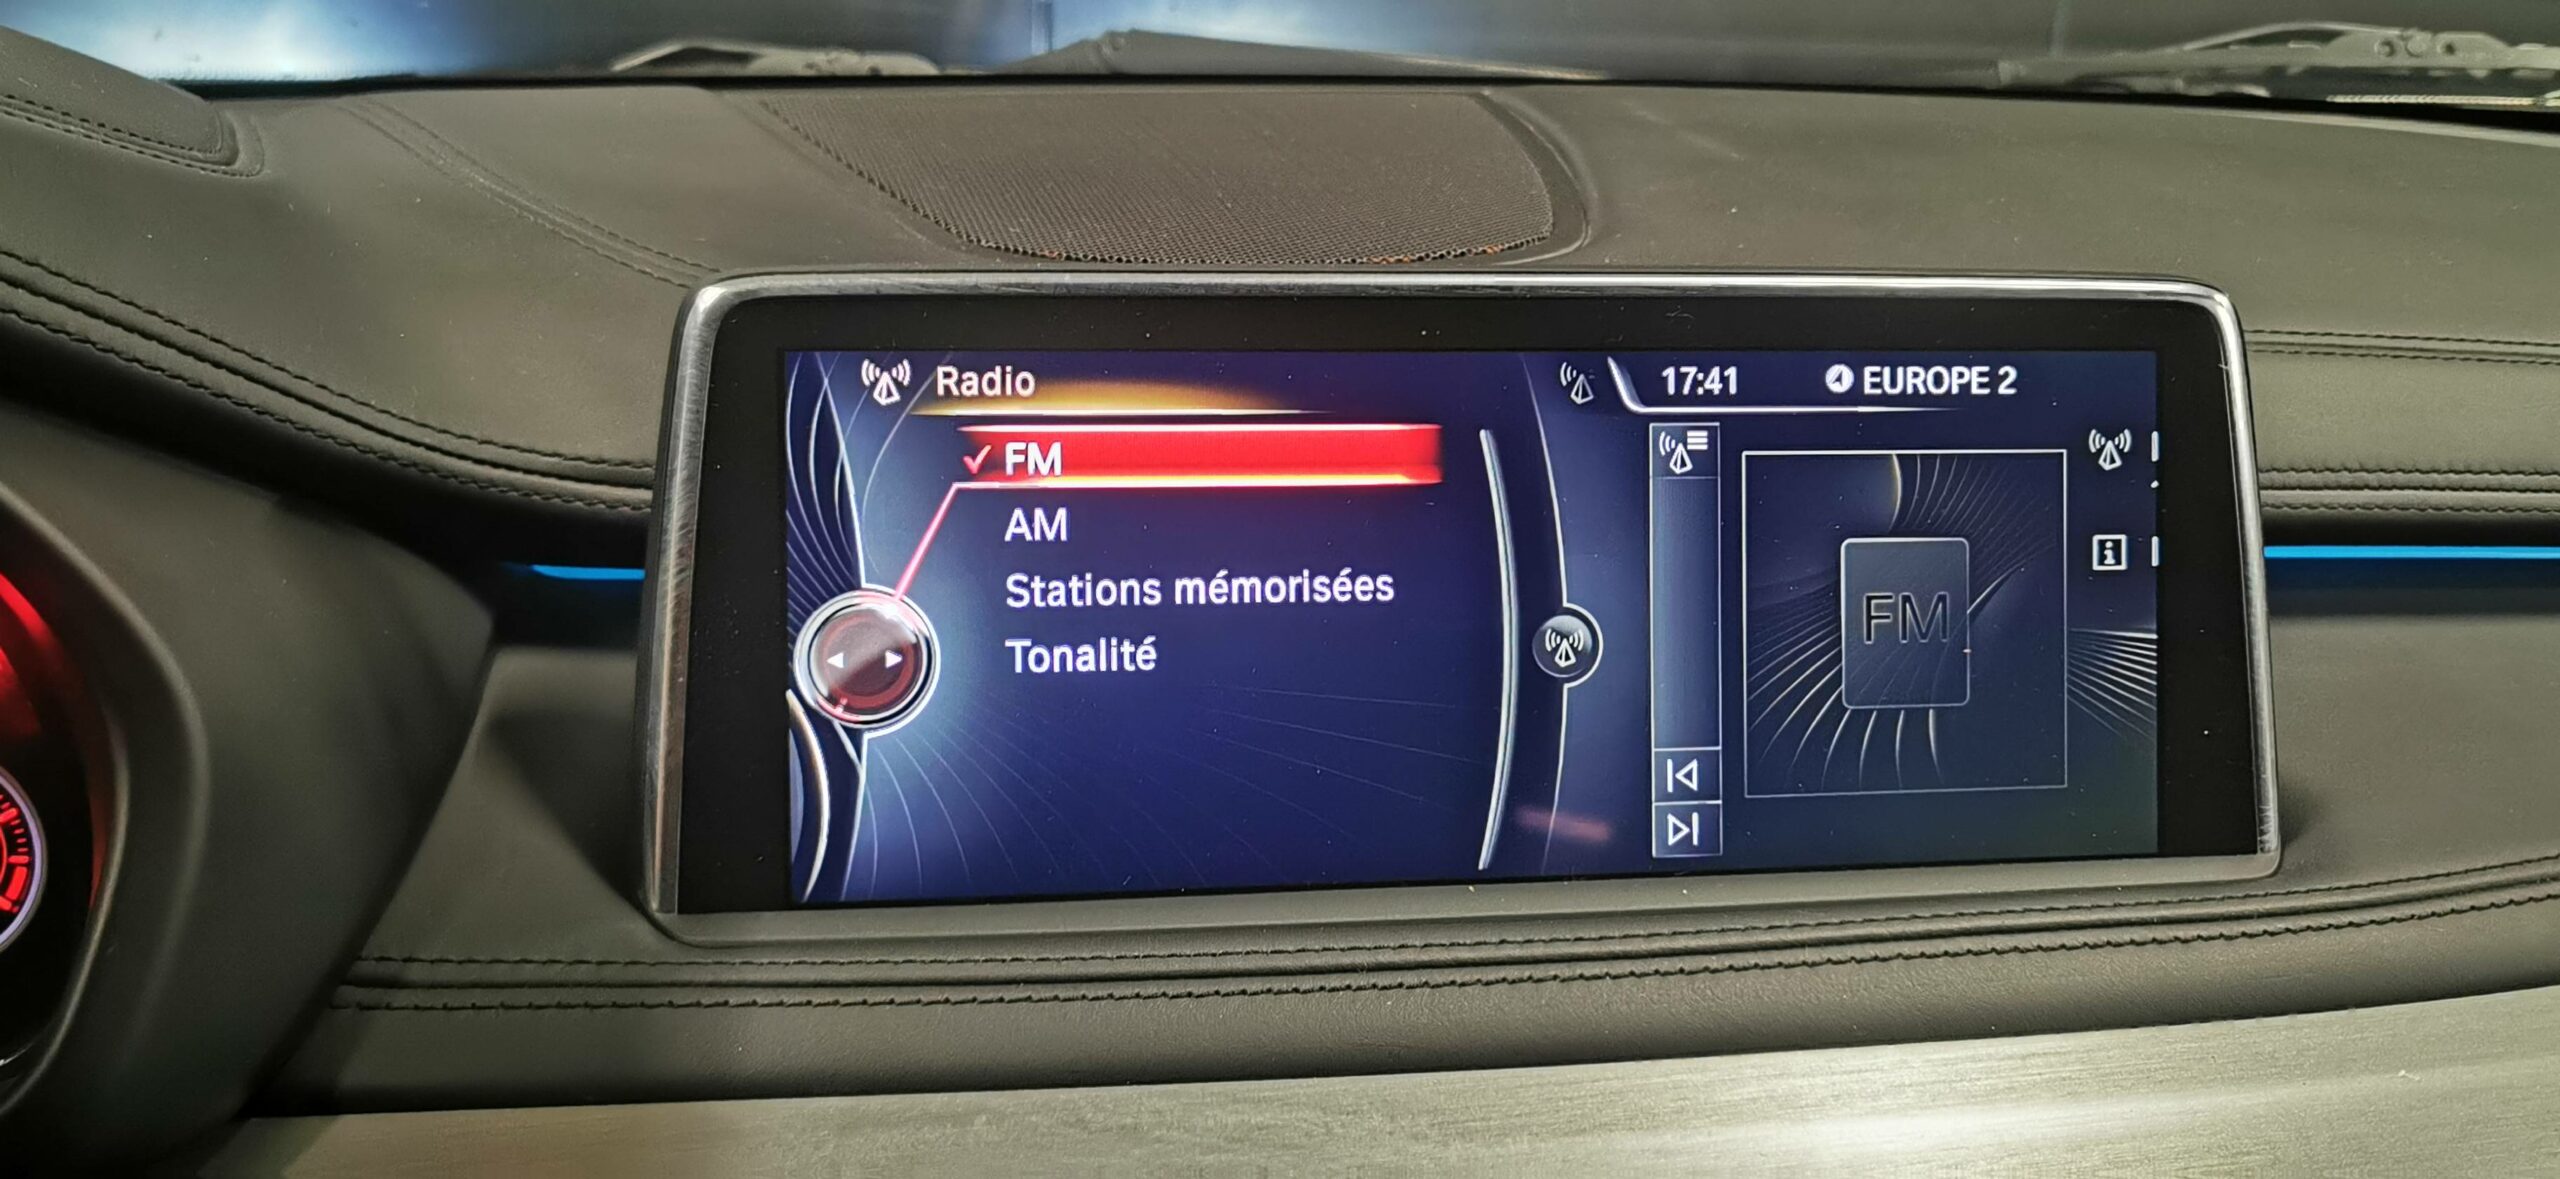 Radio
17:41
EUROPE 2
FM
AM
Stations mémorisées
Tonalité
FM